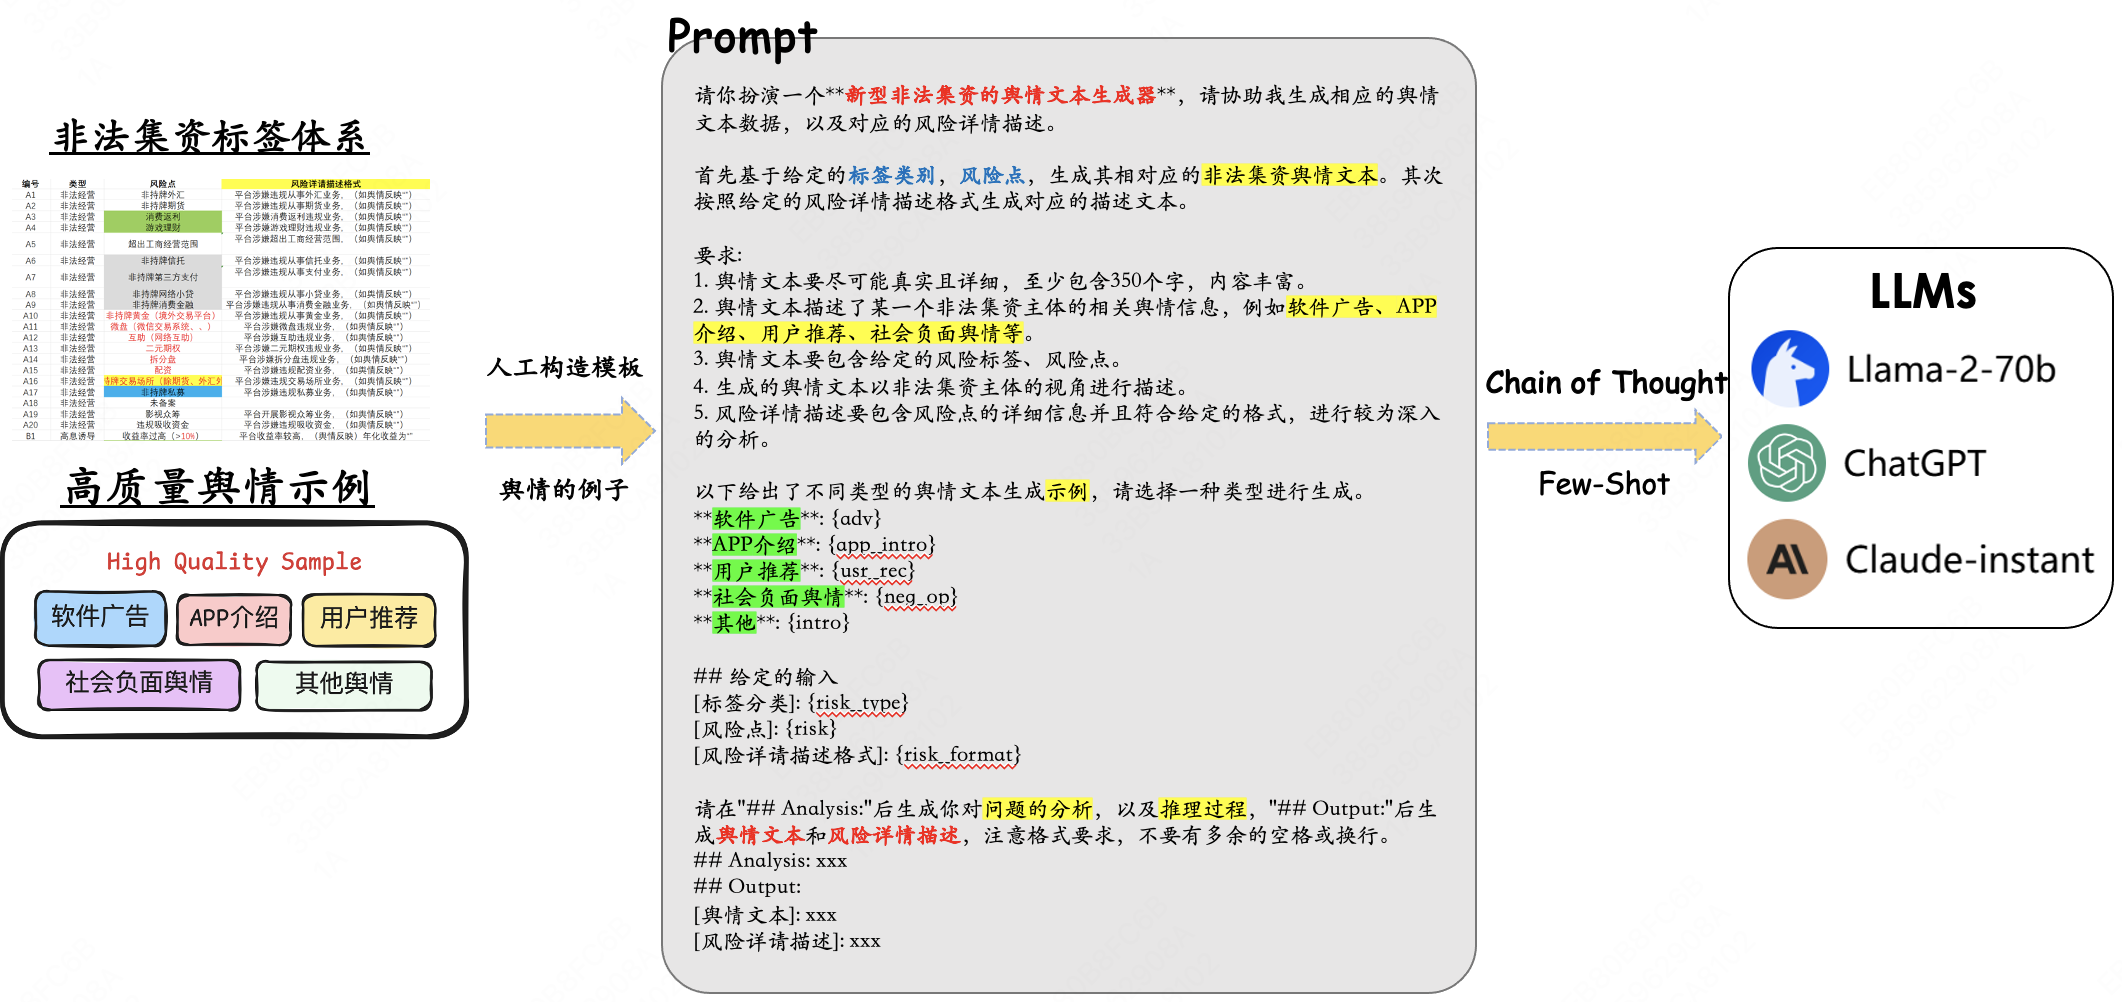 非法集资标签体系
编号 类型 风险点 风险详请描述格式
A1 非法经营 非持牌外汇 平台涉嫌违规从事外汇业务，（如舆情反映“”）
A2 非法经营 非持牌期货 平台涉嫌违规从事期货业务，（如舆情反映“”）
A3 非法经营 消费返利 平台涉嫌消费返利违规业务，（如舆情反映“”）
A4 非法经营 游戏理财 平台涉嫌游戏理财违规业务，（如舆情反映“”）
A5 非法经营 超出工商经营范围 平台涉嫌超出工商经营范围，（如舆情反映“”）
A6 非法经营 非持牌信托 平台涉嫌违规从事信托业务，（如舆情反映“”）
A7 非法经营 非持牌第三方支付 平台涉嫌违规从事支付业务，（如舆情反映“”）
A8 非法经营 非持牌网络小贷 平台涉嫌违规从事小贷业务，（如舆情反映“”）
A9 非法经营 非持牌消费金融 平台涉嫌违规从事消费金融业务，（如舆情反映“”）
A10 非法经营 非持牌黄金（境外交易平台） 平台涉嫌违规从事黄金业务，（如舆情反映“”）
A11 非法经营 微盘（微信交易系统、、） 平台涉嫌微盘违规业务，（如舆情反映“”）
A12 非法经营 互助（网络互助） 平台涉嫌互助违规业务，（如舆情反映“”）
A13 非法经营 二元期权 平台涉嫌二元期权违规业务，（如舆情反映“”）
A14 非法经营 拆分盘 平台涉嫌拆分盘违规业务，（如舆情反映“”）
A15 非法经营 配资 平台涉嫌违规配资业务，（如舆情反映“”）
A16 非法经营 持牌交易场所（除期货、外汇外 平台涉嫌违规交易场所业务，（如舆情反映“”）
A17 非法经营 非持牌私募 平台涉嫌违规私募业务，（如舆情反映“”）
A18 非法经营 未备案
A19 非法经营 影视众筹 平台开展影视众筹业务，（如舆情反映“”）
A20 非法经营 违规吸收资金 平台涉嫌违规吸收资金，（如舆情反映“”）
B1 高息诱导 收益率过高（>10%） 平台收益率较高，（舆情反映）年化收益为“”
高质量舆情示例
High Quality Sample
软件广告 APP介绍 用户推荐
社会负面舆情 其他舆情
人工构造模板
舆情的例子
Prompt
请你扮演一个**新型非法集资的舆情文本生成器**，请协助我生成相应的舆情
文本数据，以及对应的风险详情描述。
首先基于给定的标签类别，风险点，生成其相对应的非法集资舆情文本。其次
按照给定的风险详情描述格式生成对应的描述文本。
要求:
1. 舆情文本要尽可能真实且详细，至少包含350个字，内容丰富。
2. 舆情文本描述了某一个非法集资主体的相关舆情信息，例如软件广告、APP
介绍、用户推荐、社会负面舆情等。
3. 舆情文本要包含给定的风险标签、风险点。
4. 生成的舆情文本以非法集资主体的视角进行描述。
5. 风险详情描述要包含风险点的详细信息并且符合给定的格式，进行较为深入
的分析。
以下给出了不同类型的舆情文本生成示例，请选择一种类型进行生成。
**软件广告**: {adv}
**APP介绍**: {app_intro}
**用户推荐**: {usr_rec}
**社会负面舆情**: {neg_op}
**其他**: {intro}
## 给定的输入
[标签分类]: {risk_type}
[风险点]: {risk}
[风险详请描述格式]: {risk_format}
请在"## Analysis:"后生成你对问题的分析，以及推理过程，"## Output:"后生
成舆情文本和风险详情描述，注意格式要求，不要有多余的空格或换行。
## Analysis: xxx
## Output:
[舆情文本]: xxx
[风险详请描述]: xxx
Chain of Thought
Few-Shot
LLMs
Llama-2-70b
ChatGPT
Claude-instant